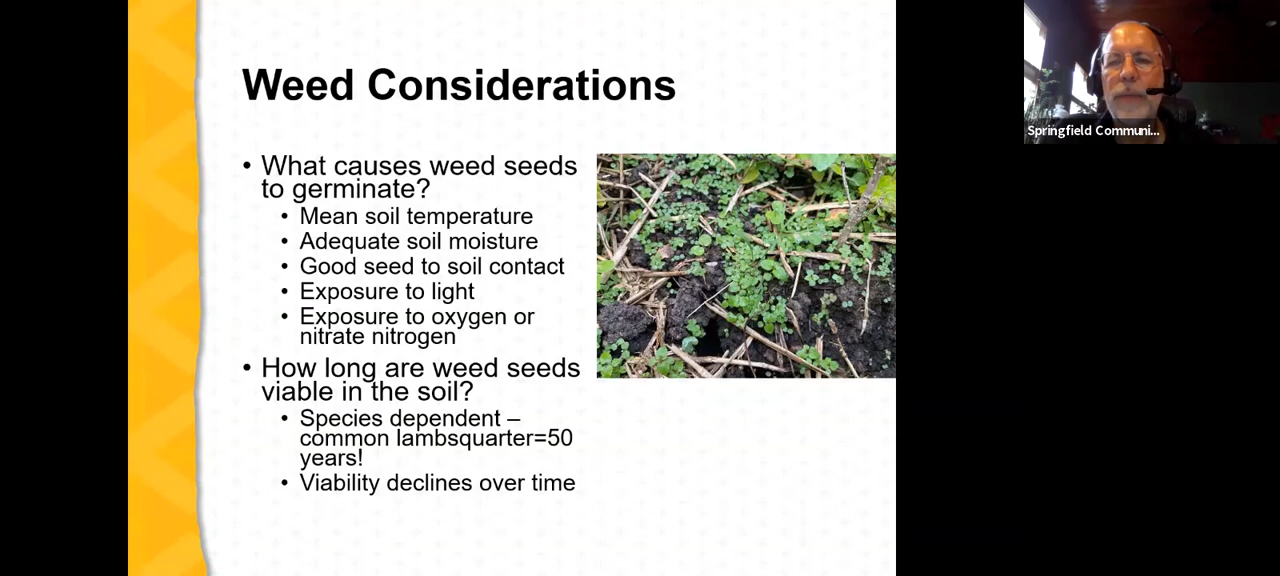 Weed Considerations
• What causes weed seeds
to germinate?
• Mean soil temperature
• Adequate soil moisture
• Good seed to soil contact
• Exposure to light
• Exposure to oxygen or
nitrate nitrogen
• How long are weed seeds
viable in the soil?
• Species dependent –
common lambsquarter=50
years!
• Viability declines over time
Springfield Communi...